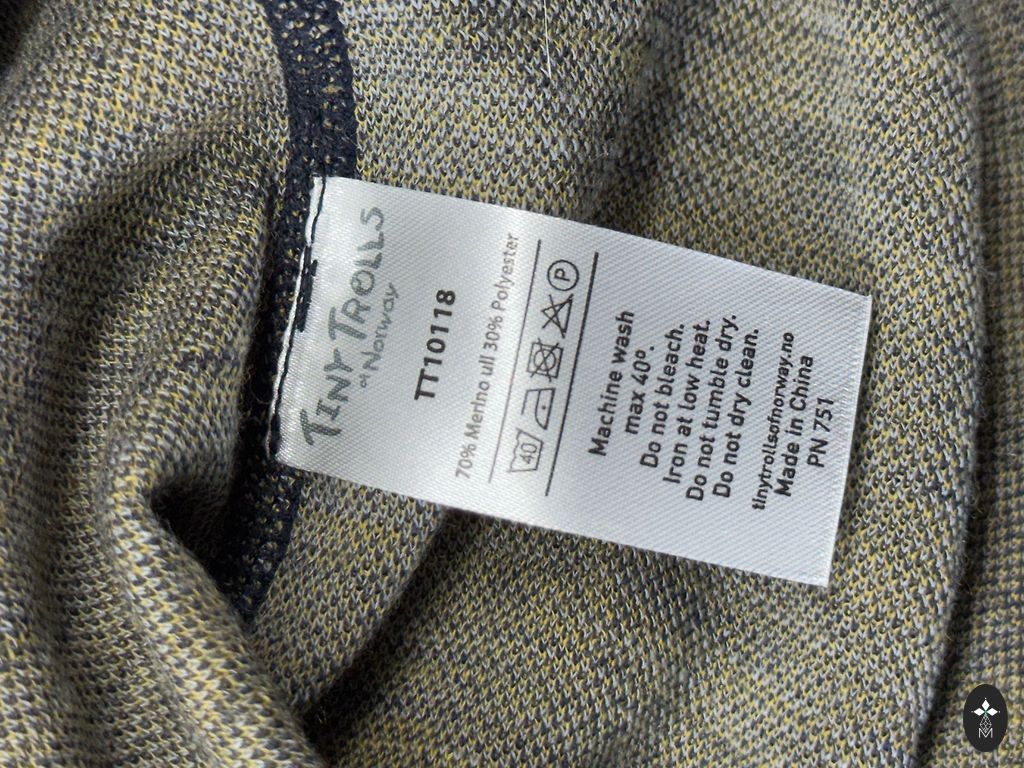 TINY TROLLS
of Norway
TT10118
70% Merino ull 30% Polyester
40 P
Machine wash
max 40°.
Do not bleach.
Iron at low heat.
Do not tumble dry.
Do not dry clean.
tinytrollsofnorway.no
Made in China
PN 751
M